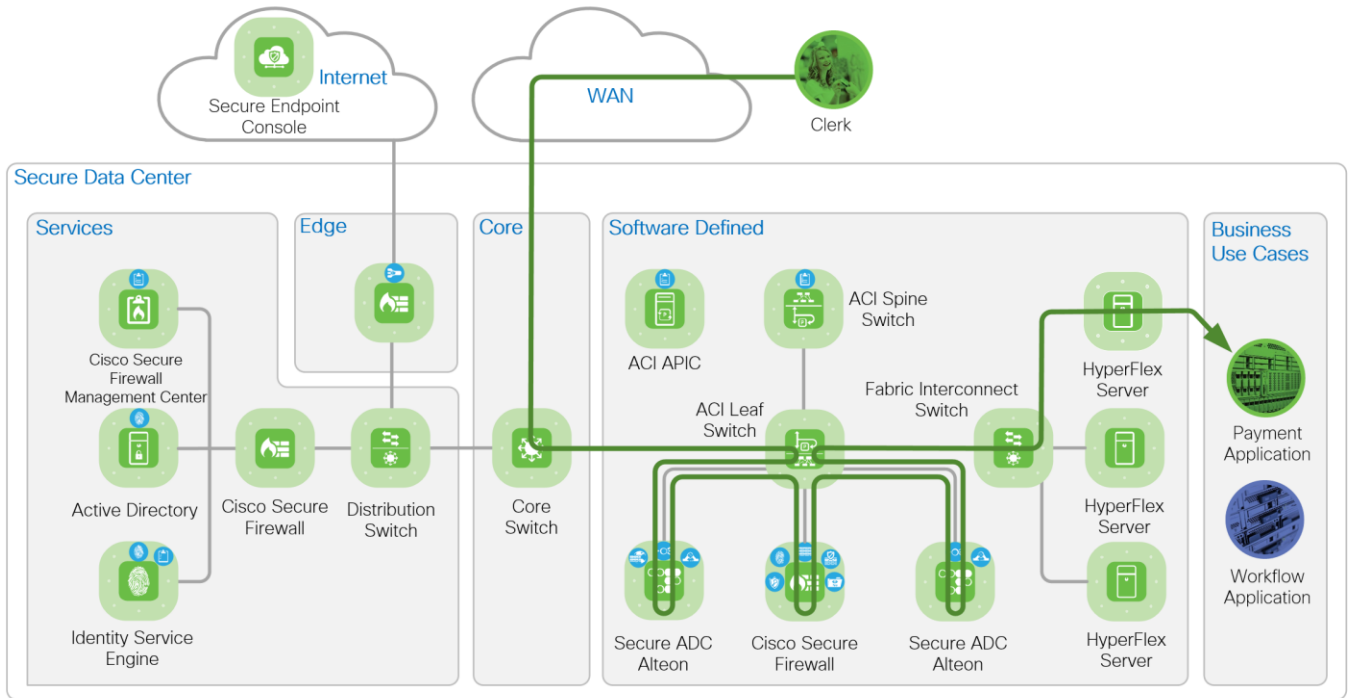 Internet
Secure Endpoint
Console
WAN
Clerk
Secure Data Center
Services
Edge
Core
Software Defined
Business
Use Cases
Cisco Secure
Firewall
Management Center
ACI APIC
ACI Spine
Switch
HyperFlex
Server
ACI Leaf
Switch
Fabric Interconnect
Switch
Payment
Application
Active Directory
Cisco Secure
Firewall
Distribution
Switch
Core
Switch
HyperFlex
Server
Identity Service
Engine
Secure ADC
Alteon
Cisco Secure
Firewall
Secure ADC
Alteon
HyperFlex
Server
Workflow
Application